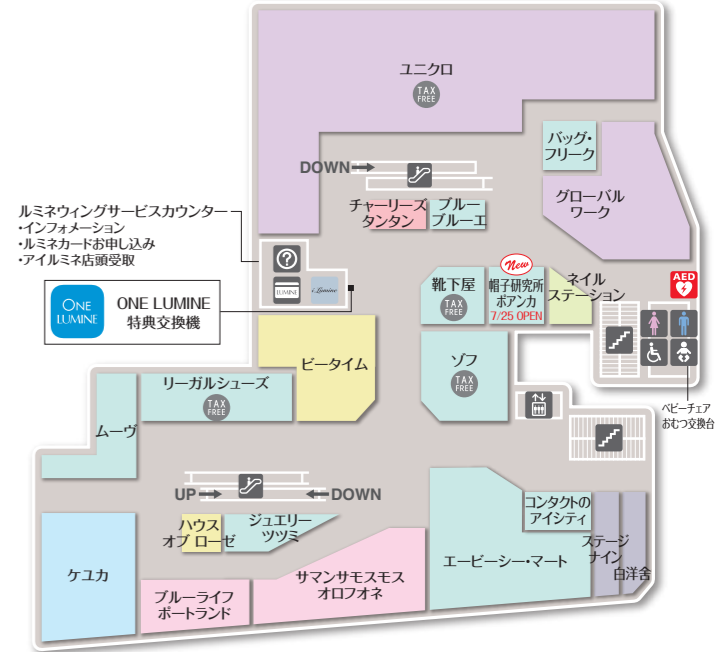 ユニクロ
TAX
FREE
バッグ・
フリーク
グローバル
ワーク
DOWN
チャーリーズ
タンタン
ブルー
ブルーエ
ルミネウィングサービスカウンター
・インフォメーション
・ルミネカードお申し込み
・アイルミネ店頭受取
?
LUMINE
i Lumine
ONE
LUMINE
ONE LUMINE
特典交換機
靴下屋
TAX
FREE
New
帽子研究所
ボアンカ
7/25 OPEN
ネイル
ステーション
AED
ベビーチェア
おむつ交換台
ビータイム
ゾフ
TAX
FREE
リーガルシューズ
TAX
FREE
ムーヴ
UP
DOWN
ハウス
オブ ローゼ
ジュエリー
ツツミ
コンタクトの
アイシティ
ステージ
ナイン
白洋舍
エービーシー・マート
ケユカ
サマンサモスモス
オロフオネ
ブルーライフ
ポートランド